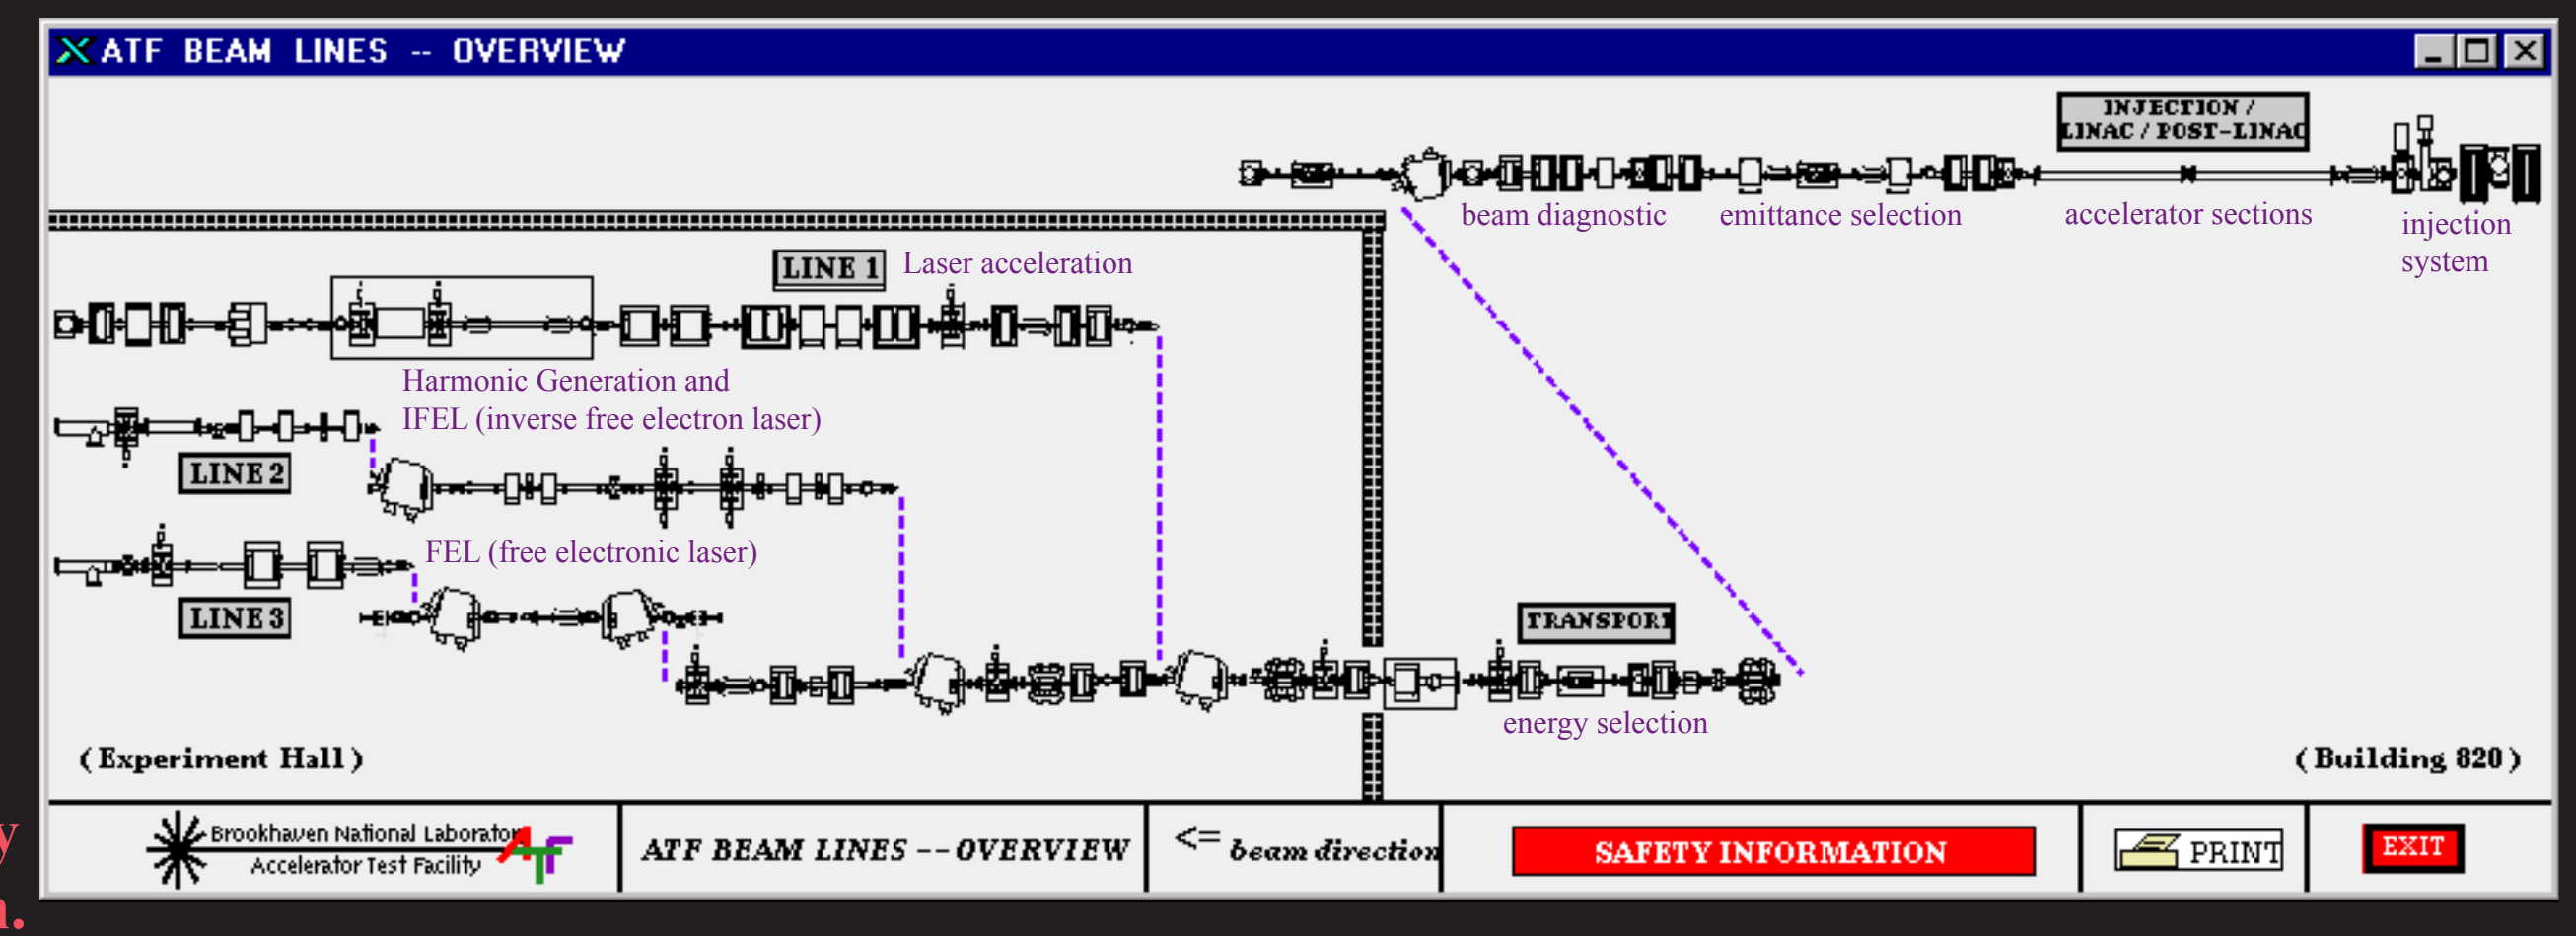 ATF BEAM LINES -- OVERVIEW
INJECTION /
LINAC / POST-LINAC
beam diagnostic
emittance selection
accelerator sections
injection
system
LINE 1
Laser acceleration
Harmonic Generation and
IFEL (inverse free electron laser)
LINE 2
FEL (free electronic laser)
LINE 3
TRANSPORT
energy selection
(Experiment Hall)
(Building 820)
Brookhaven National Laborator
Accelerator Test Facility
ATF
ATF BEAM LINES -- OVERVIEW
<= beam direction
SAFETY INFORMATION
PRINT
EXIT
y
n.